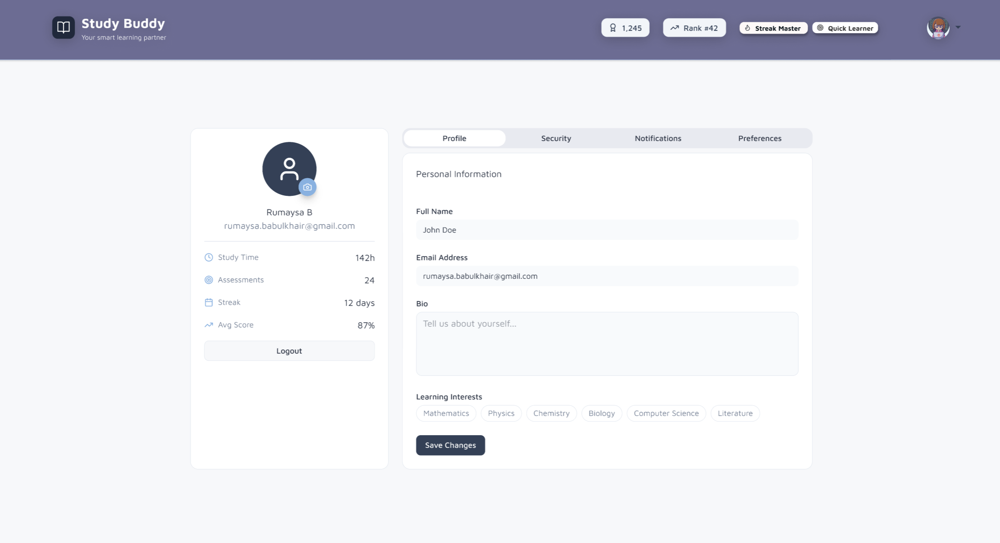 Study Buddy
Your smart learning partner
1,245
Rank #42
Streak Master
Quick Learner
Rumaysa B
rumaysa.babulkhair@gmail.com
Study Time 142h
Assessments 24
Streak 12 days
Avg Score 87%
Logout
Profile Security Notifications Preferences
Personal Information
Full Name
John Doe
Email Address
rumaysa.babulkhair@gmail.com
Bio
Tell us about yourself...
Learning Interests
Mathematics Physics Chemistry Biology Computer Science Literature
Save Changes